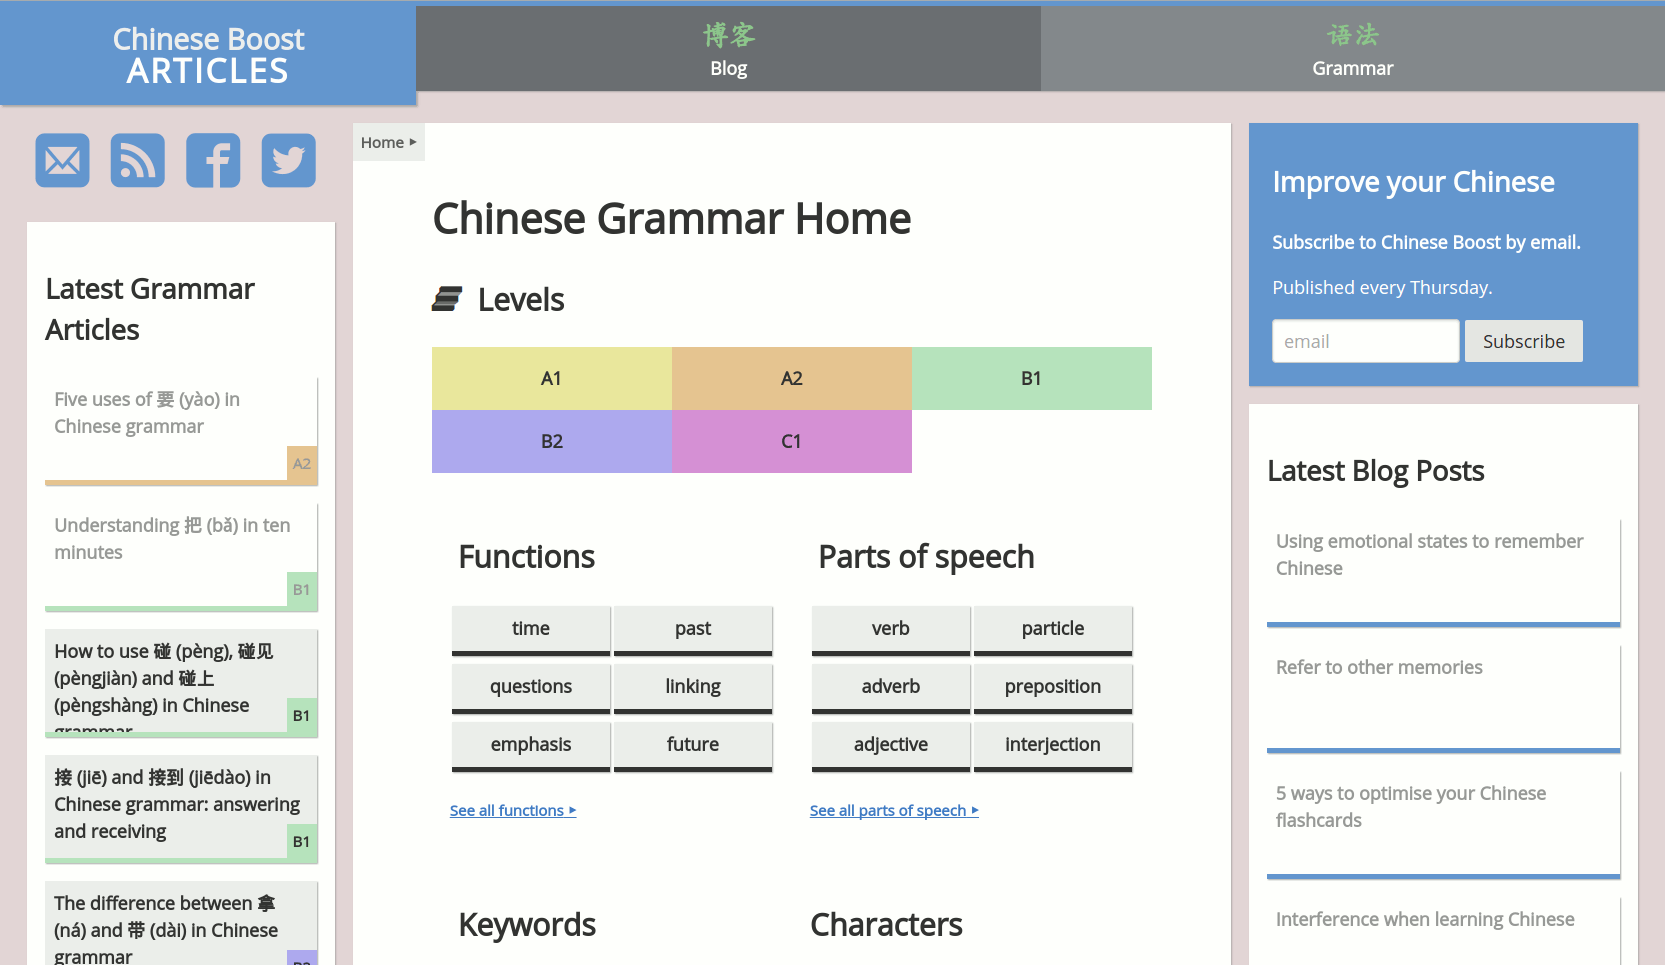 Chinese Boost
ARTICLES
博客
Blog
语法
Grammar
Latest Grammar
Articles
Five uses of 要 (yào) in
Chinese grammar
A2
Understanding 把 (bǎ) in ten
minutes
B1
How to use 碰 (pèng), 碰见
(pèngjiàn) and 碰上
(pèngshàng) in Chinese
grammar
B1
接 (jiē) and 接到 (jiēdào) in
Chinese grammar: answering
and receiving
B1
The difference between 拿
(ná) and 带 (dài) in Chinese
grammar
B2
Home ▸
Chinese Grammar Home
Levels
A1
A2
B1
B2
C1
Functions
time
past
questions
linking
emphasis
future
See all functions ▸
Parts of speech
verb
particle
adverb
preposition
adjective
interjection
See all parts of speech ▸
Keywords
Characters
Improve your Chinese
Subscribe to Chinese Boost by email.
Published every Thursday.
email
Subscribe
Latest Blog Posts
Using emotional states to remember
Chinese
Refer to other memories
5 ways to optimise your Chinese
flashcards
Interference when learning Chinese